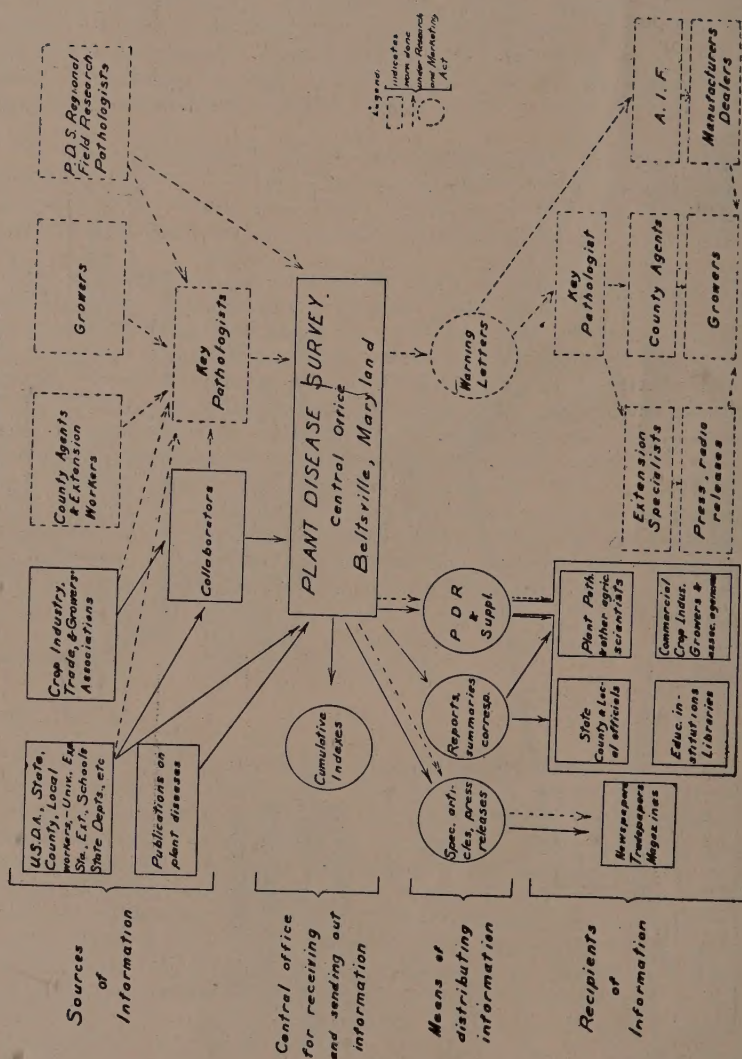 Sources
of
Information
U.S.D.A., State,
County, Local
workers,-Univ. Exp
Sta., Ext., Schools
State Depts., etc
Publications on
plant diseases
Crop Industry,
Trade, & Growers'
Associations
Collaborators
County Agents
& Extension
Workers
Growers
P.D.S. Regional
Field Research
Pathologists
Key
Pathologists
Central office
for receiving
and sending out
information
PLANT DISEASE SURVEY.
Central Office
Beltsville, Maryland
Cumulative
Indexes
Legend:
indicates
work done
under Research
and Marketing
Act
Means of
distributing
information
Spec. arti-
cles, press
releases
Reports,
summaries
corresp.
P D R
&
Suppl.
Warning
Letters
Recipients
of
Information
Newspapers
Tradepapers
Magazines
State
County & Loc-
al officials
Plant Path.
& other agric.
scientists
Educ. in-
stitutions
Libraries
Commercial
Crop Indus.
Growers &
assoc. agencies
Extension
Specialists
Press, radio
releases
Key
Pathologist
County Agents
Growers
A. I. F.
Manufacturers
Dealers